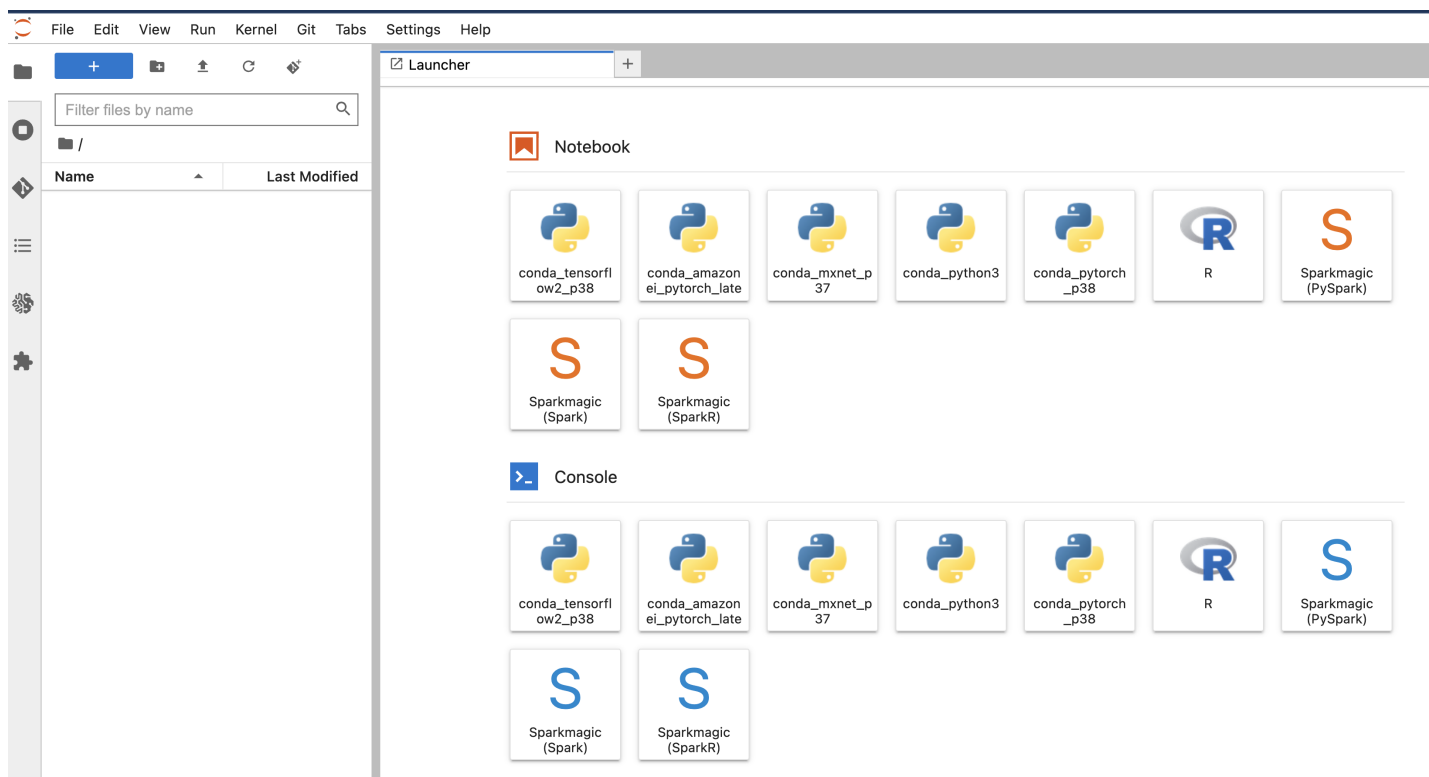 File Edit View Run Kernel Git Tabs Settings Help
Launcher
Filter files by name
/
Name Last Modified
Notebook
conda_tensorfl
ow2_p38
conda_amazon
ei_pytorch_late
conda_mxnet_p
37
conda_python3
conda_pytorch
_p38
R
Sparkmagic
(PySpark)
Sparkmagic
(Spark)
Sparkmagic
(SparkR)
Console
conda_tensorfl
ow2_p38
conda_amazon
ei_pytorch_late
conda_mxnet_p
37
conda_python3
conda_pytorch
_p38
R
Sparkmagic
(PySpark)
Sparkmagic
(Spark)
Sparkmagic
(SparkR)